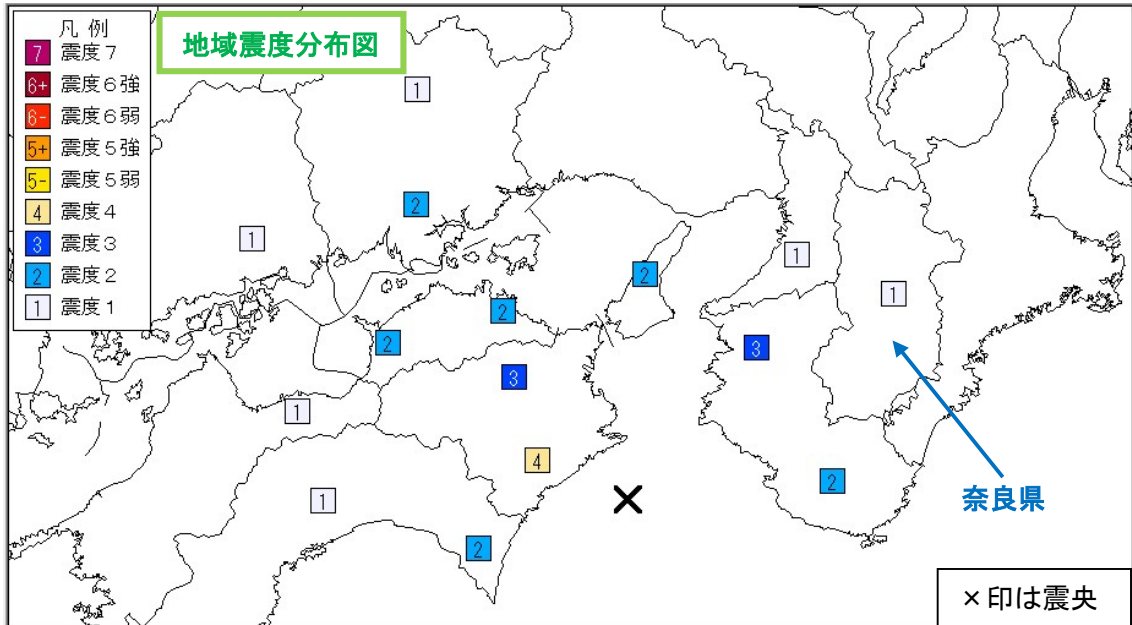 凡 例
7 震度７
6+ 震度６強
6- 震度６弱
5+ 震度５強
5- 震度５弱
4 震度４
3 震度３
2 震度２
1 震度１
地域震度分布図
1
2
1
1
2
1
2
2
3
3
1
4
2
1
2
奈良県
×印は震央